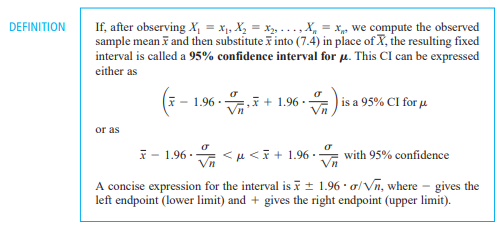 DEFINITION
If, after observing X₁ = x₁, X₂ = x₂, . . . , Xₙ = xₙ, we compute the observed
sample mean x̄ and then substitute x̄ into (7.4) in place of X̄, the resulting fixed
interval is called a 95% confidence interval for μ. This CI can be expressed
either as
(x̄ − 1.96 · σ/√n, x̄ + 1.96 · σ/√n) is a 95% CI for μ
or as
x̄ − 1.96 · σ/√n < μ < x̄ + 1.96 · σ/√n with 95% confidence
A concise expression for the interval is x̄ ± 1.96 · σ/√n, where − gives the
left endpoint (lower limit) and + gives the right endpoint (upper limit).